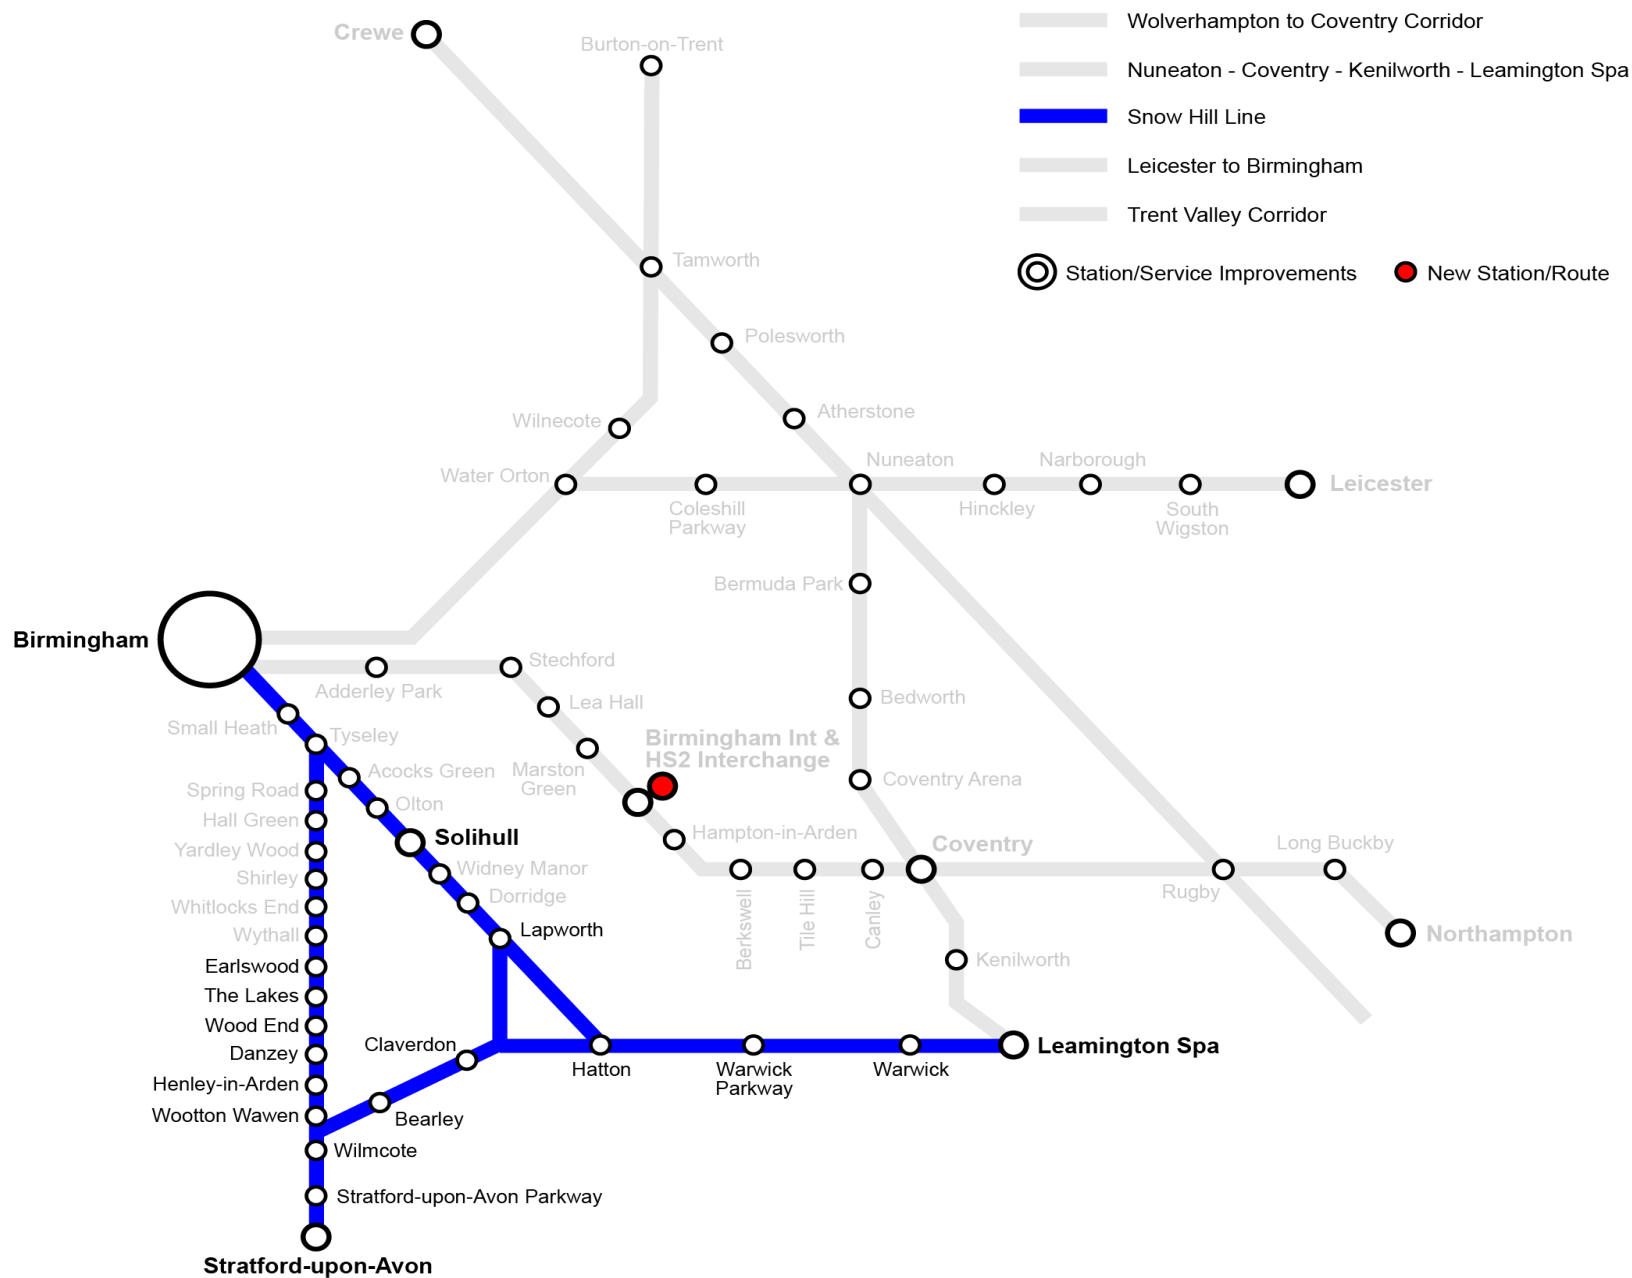 Crewe
Burton-on-Trent
Wolverhampton to Coventry Corridor
Nuneaton - Coventry - Kenilworth - Leamington Spa
Snow Hill Line
Leicester to Birmingham
Trent Valley Corridor
Station/Service Improvements
New Station/Route
Tamworth
Polesworth
Atherstone
Wilnecote
Water Orton
Coleshill
Parkway
Nuneaton
Hinckley
Narborough
South
Wigston
Leicester
Bermuda Park
Birmingham
Adderley Park
Stechford
Lea Hall
Bedworth
Small Heath
Tyseley
Birmingham Int &
HS2 Interchange
Marston
Green
Acocks Green
Coventry Arena
Spring Road
Olton
Hall Green
Solihull
Hampton-in-Arden
Coventry
Long Buckby
Yardley Wood
Widney Manor
Shirley
Dorridge
Berkswell
Tile Hill
Canley
Rugby
Whitlocks End
Lapworth
Wythall
Northampton
Earlswood
Kenilworth
The Lakes
Wood End
Danzey
Claverdon
Leamington Spa
Hatton
Warwick
Parkway
Warwick
Henley-in-Arden
Wootton Wawen
Bearley
Wilmcote
Stratford-upon-Avon Parkway
Stratford-upon-Avon